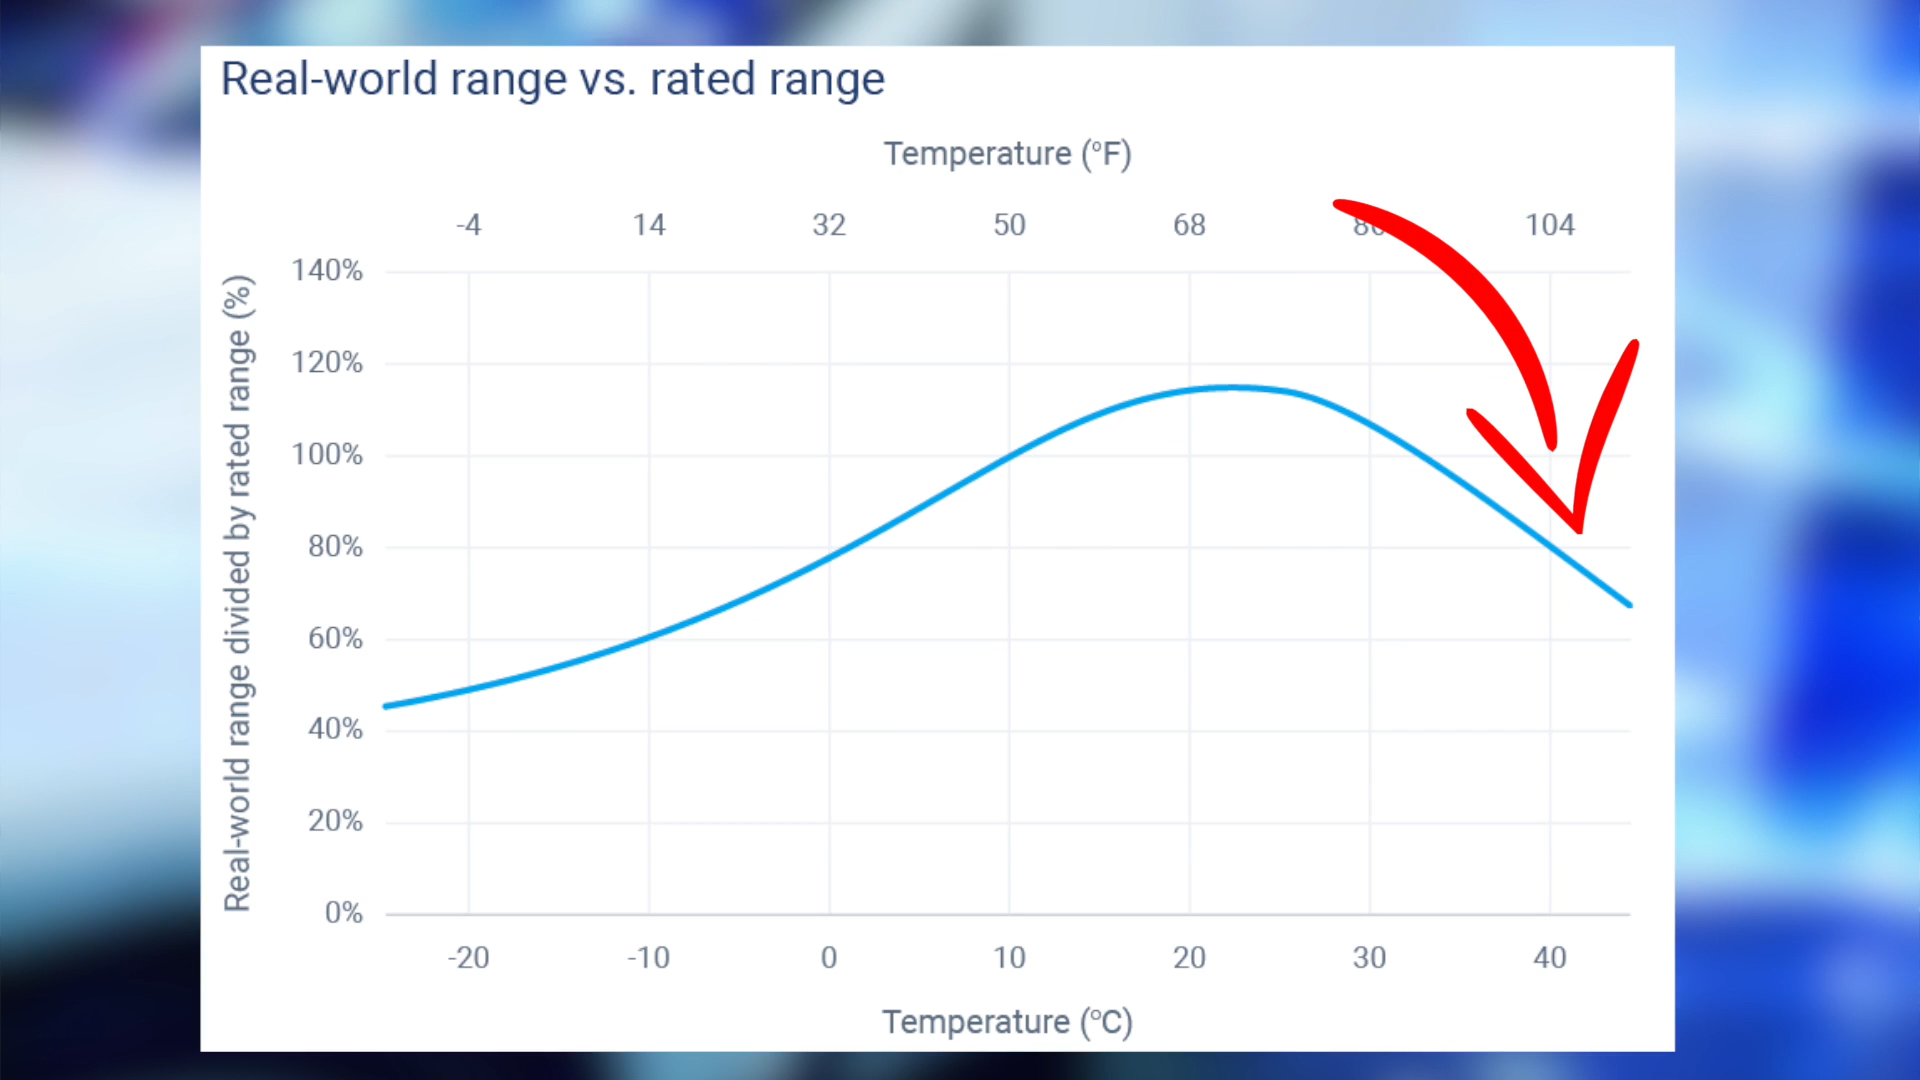 Real-world range vs. rated range
Temperature (°F)
-4 14 32 50 68 104
140%
120%
100%
80%
60%
40%
20%
0%
Real-world range divided by rated range (%)
-20 -10 0 10 20 30 40
Temperature (°C)